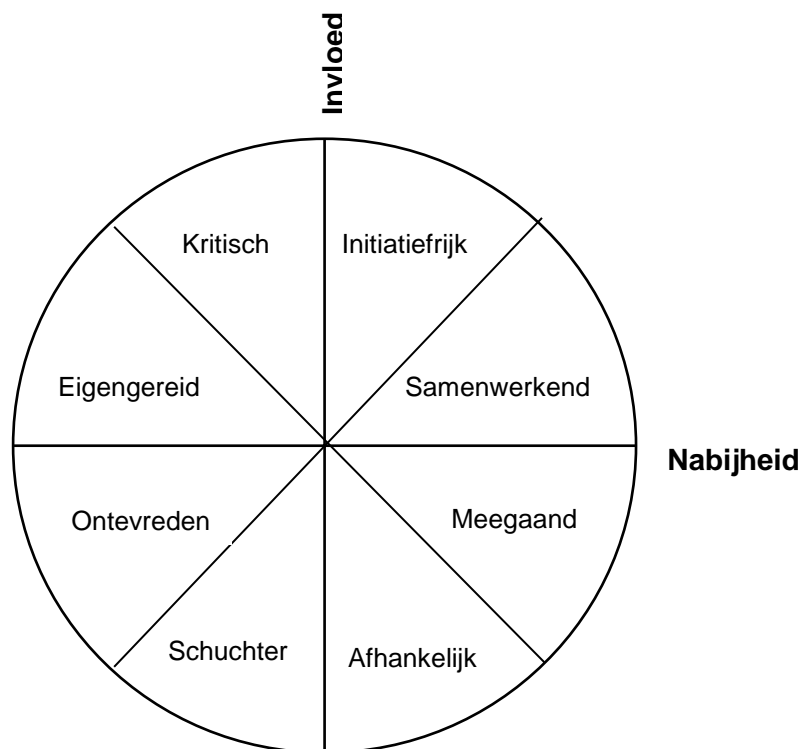 Invloed
Kritisch
Initiatiefrijk
Eigengereid
Samenwerkend
Nabijheid
Ontevreden
Meegaand
Schuchter
Afhankelijk